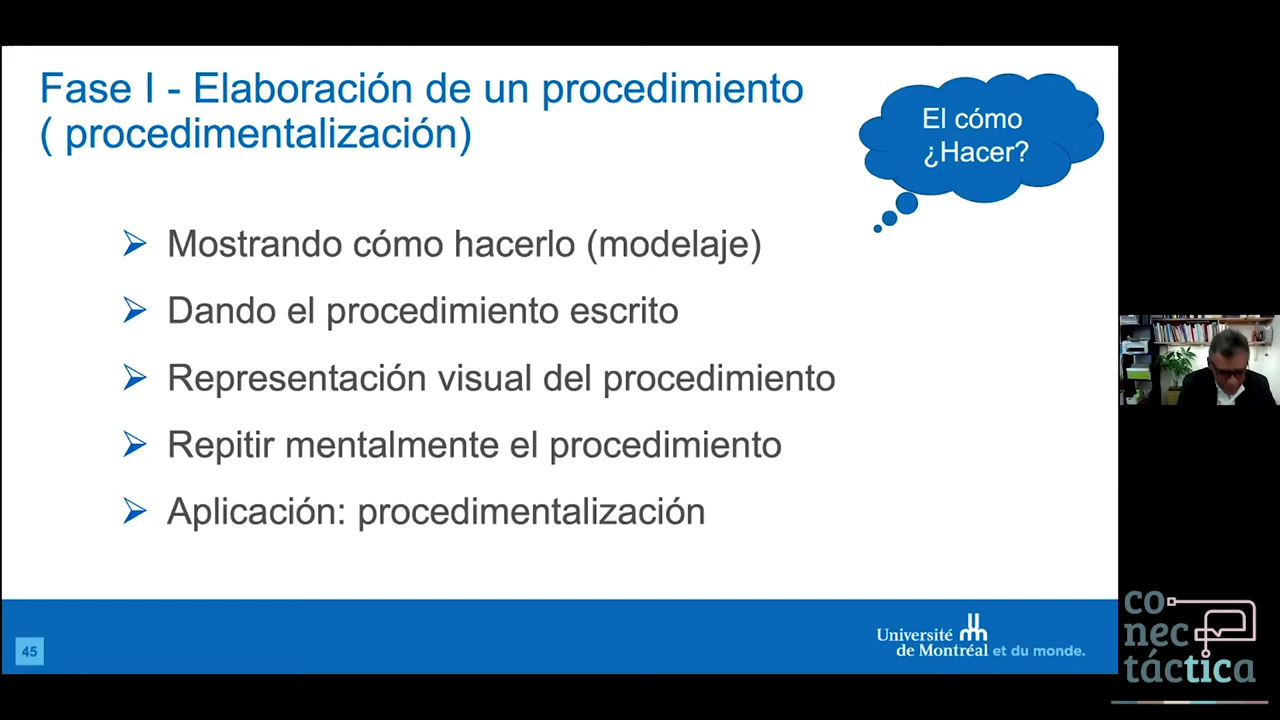 Fase I - Elaboración de un procedimiento
( procedimentalización)
El cómo
¿Hacer?
Mostrando cómo hacerlo (modelaje)
Dando el procedimiento escrito
Representación visual del procedimiento
Repitir mentalmente el procedimiento
Aplicación: procedimentalización
45
Université
de Montréal et du monde.
co
nec
táctica